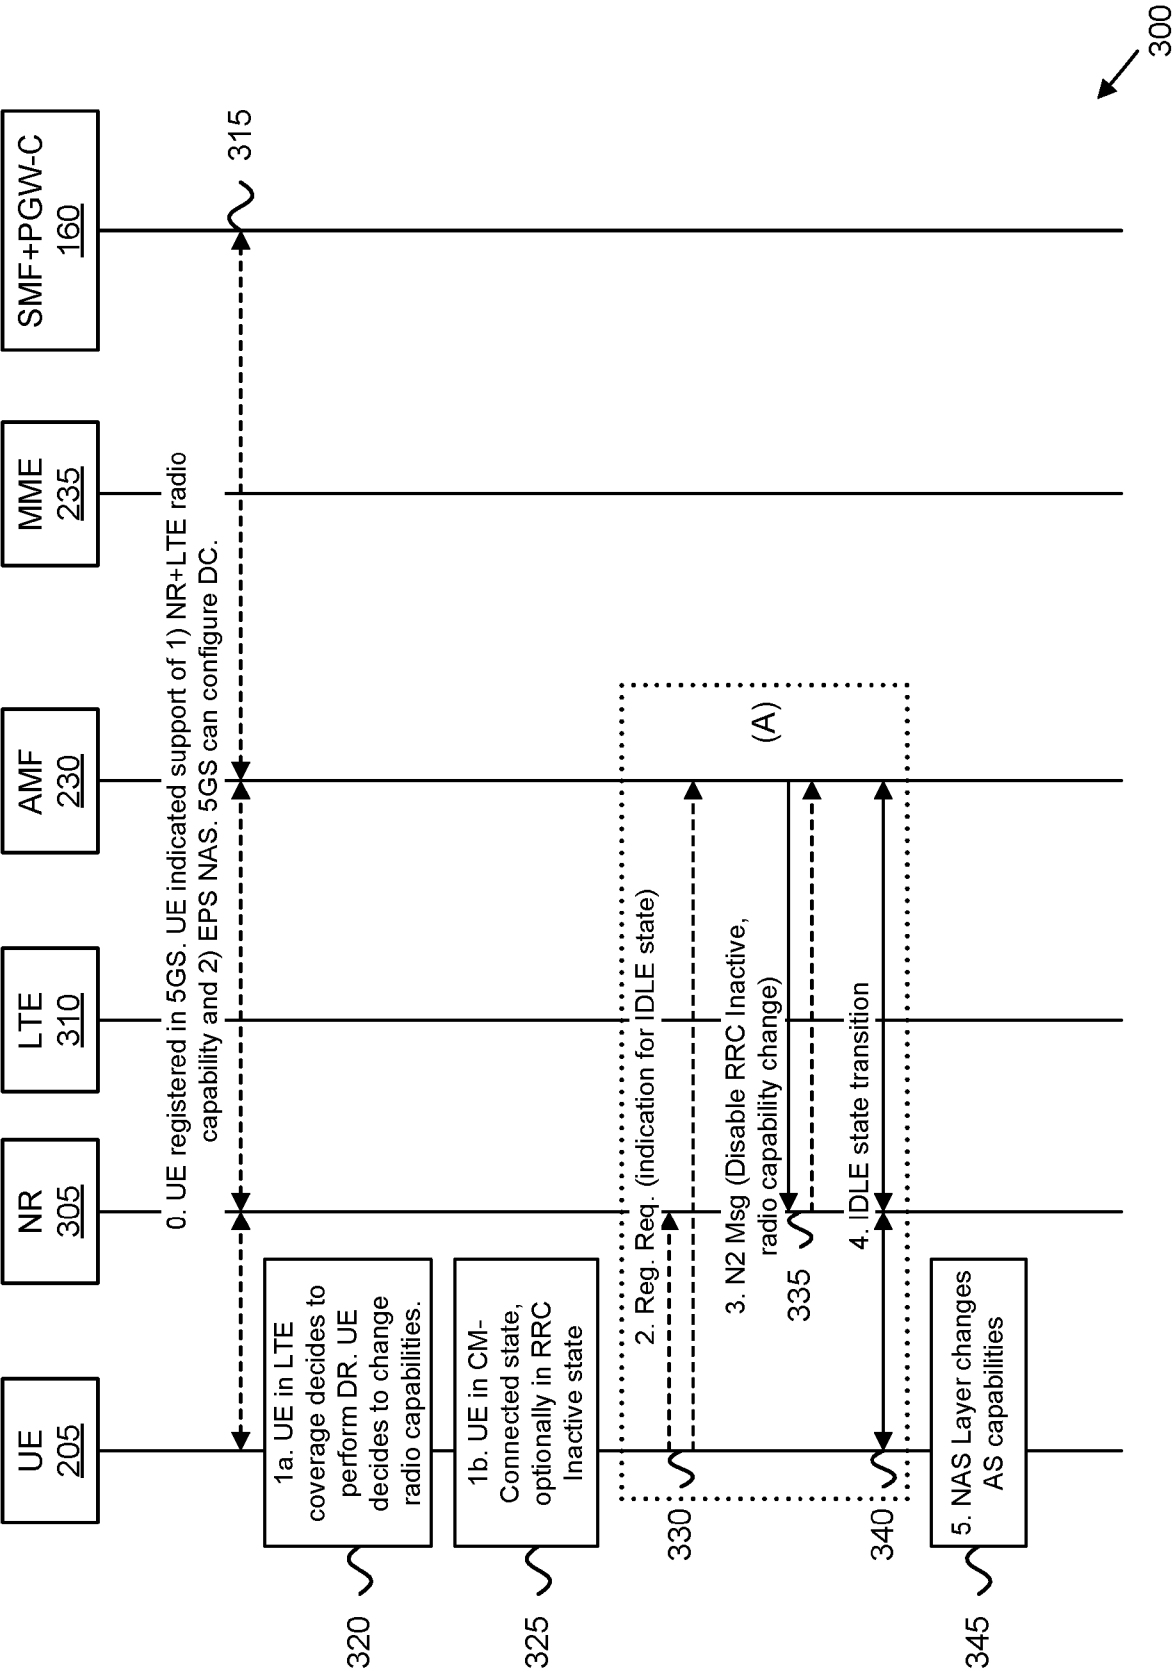 UE
205
NR
305
LTE
310
AMF
230
MME
235
SMF+PGW-C
160
0. UE registered in 5GS. UE indicated support of 1) NR+LTE radio
capability and 2) EPS NAS. 5GS can configure DC.
315
1a. UE in LTE
coverage decides to
perform DR. UE
decides to change
radio capabilities.
320
1b. UE in CM-
Connected state,
optionally in RRC
Inactive state
325
2. Reg. Req. (indication for IDLE state)
330
(A)
3. N2 Msg (Disable RRC Inactive,
radio capability change)
335
4. IDLE state transition
340
5. NAS Layer changes
AS capabilities
345
300